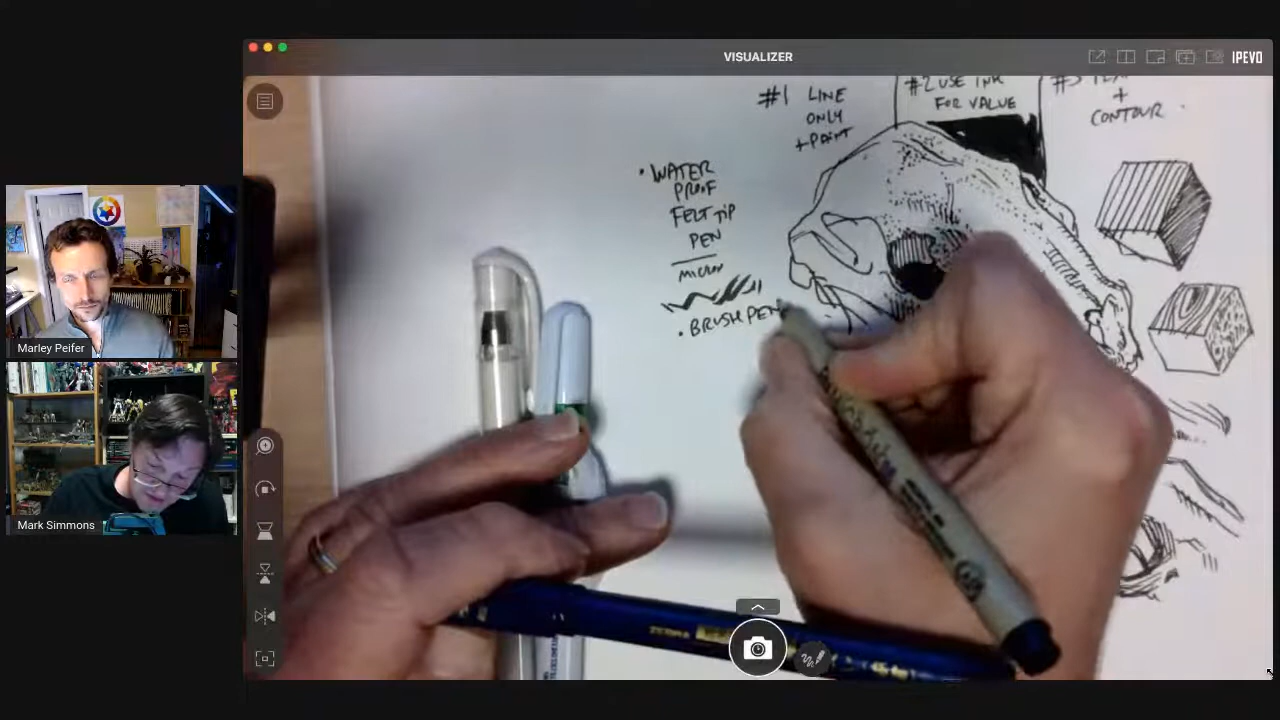 VISUALIZER
IPEVO
#1 LINE
ONLY
+ PAINT
#2 USE INK
FOR VALUE
+
CONTOUR
• WATER
PROOF
FELT TIP
PEN
MICRON
• BRUSH PEN
Marley Peifer
Mark Simmons